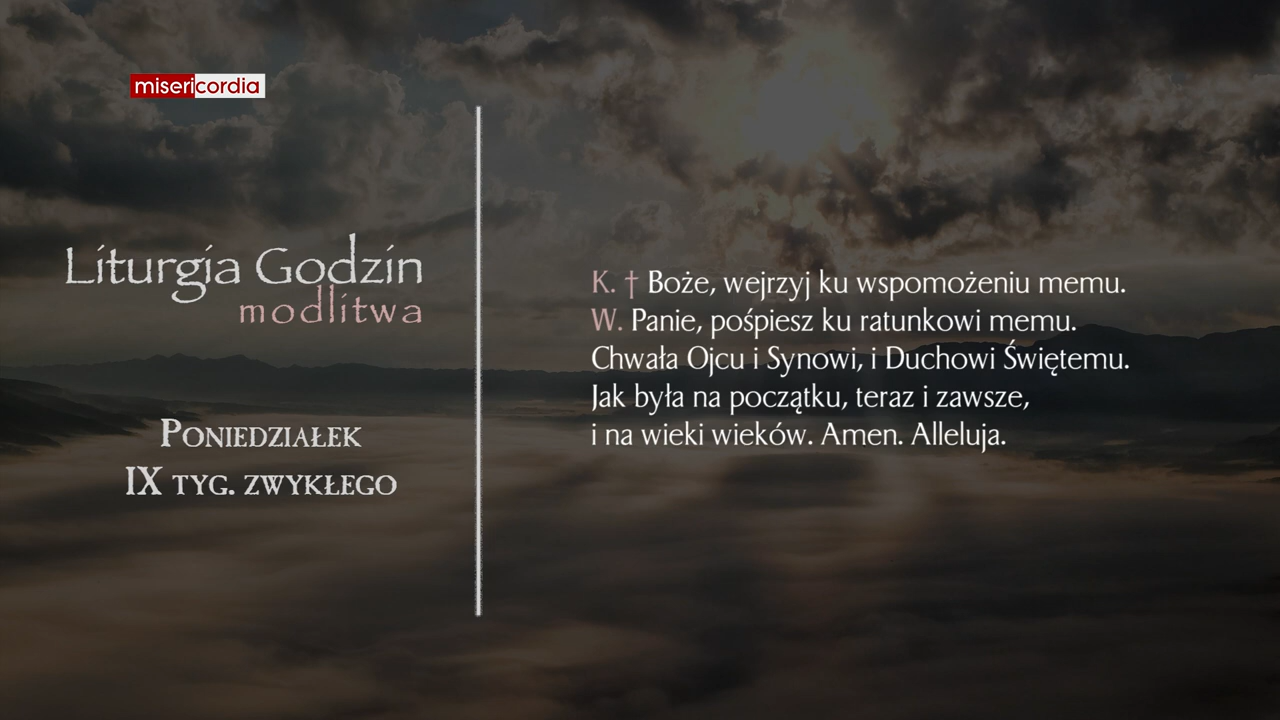 misericordia
Liturgia Godzin
modlitwa
Poniedziałek
IX tyg. zwykłego
K. † Boże, wejrzyj ku wspomożeniu memu.
W. Panie, pośpiesz ku ratunkowi memu.
Chwała Ojcu i Synowi, i Duchowi Świętemu.
Jak była na początku, teraz i zawsze,
i na wieki wieków. Amen. Alleluja.